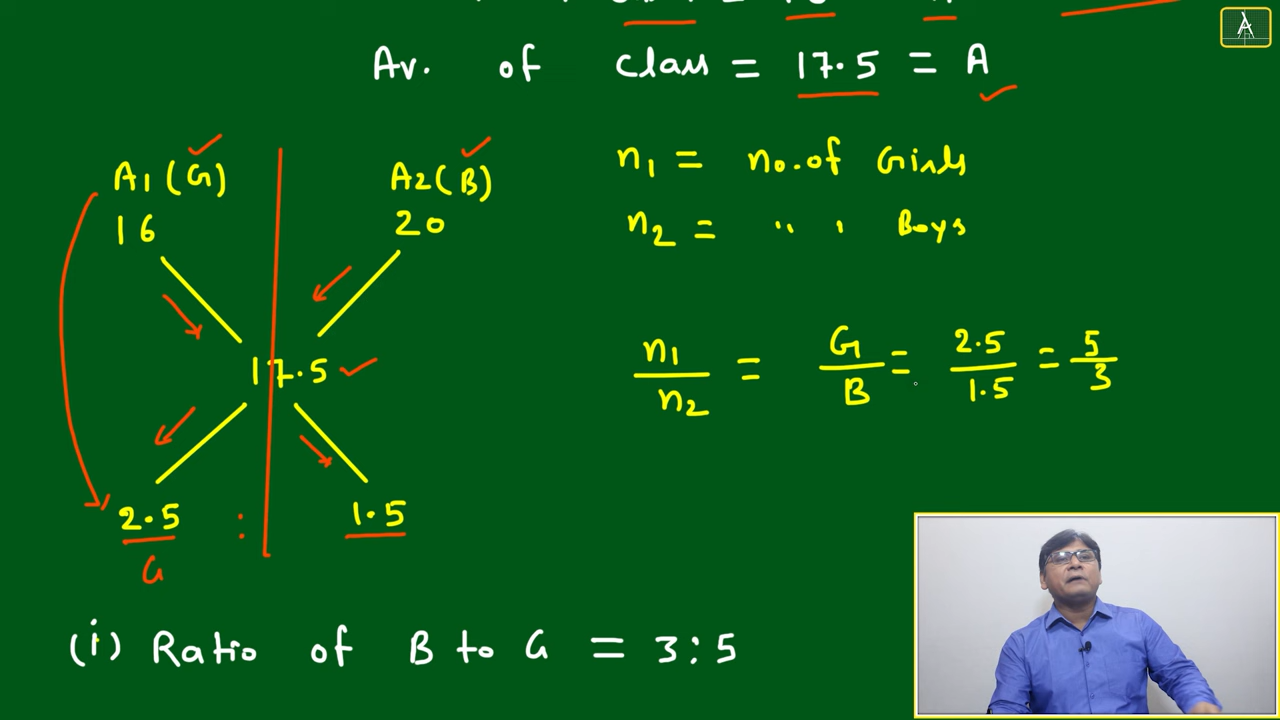 Av. of class = 17.5 = A
A1 (G) A2 (B)
16 20
17.5
2.5 : 1.5
G
n1 = no. of Girls
n2 = " " Boys
n1/n2 = G/B = 2.5/1.5 = 5/3
(i) Ratio of B to G = 3:5